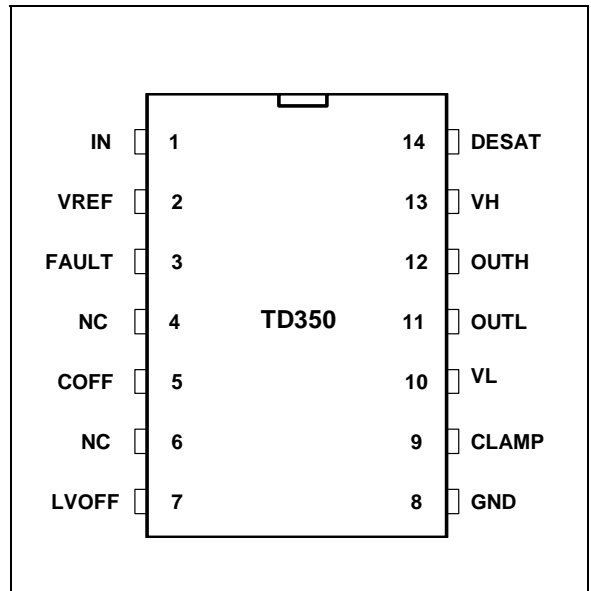 IN 1 14 DESAT
VREF 2 13 VH
FAULT 3 12 OUTH
NC 4 TD350 11 OUTL
COFF 5 10 VL
NC 6 9 CLAMP
LVOFF 7 8 GND